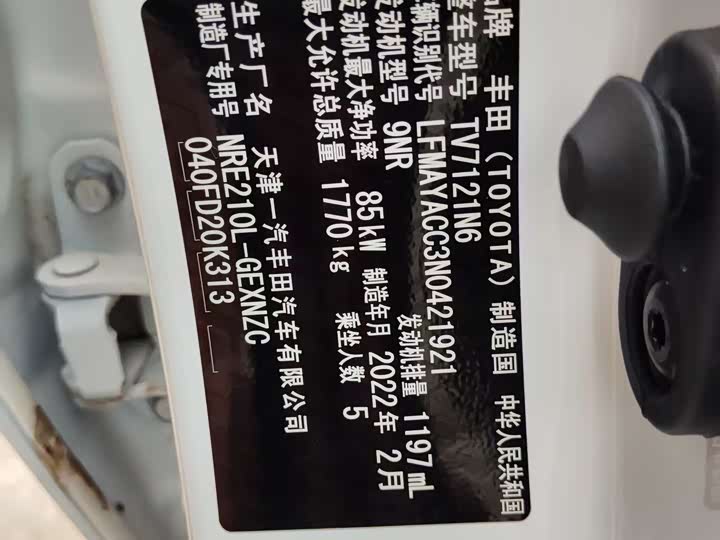 品牌 丰田(TOYOTA) 制造国 中华人民共和国
整车型号 TV7121N6
车辆识别代号 LFMAYACC3N0421921
发动机型号 9NR 发动机排量 1197mL
发动机最大净功率 85kW 制造年月 2022年 2月
最大允许总质量 1770kg 乘坐人数 5
生产厂名 天津一汽丰田汽车有限公司
制造厂专用号 NRE210L-GEXNZC
040FD20K313